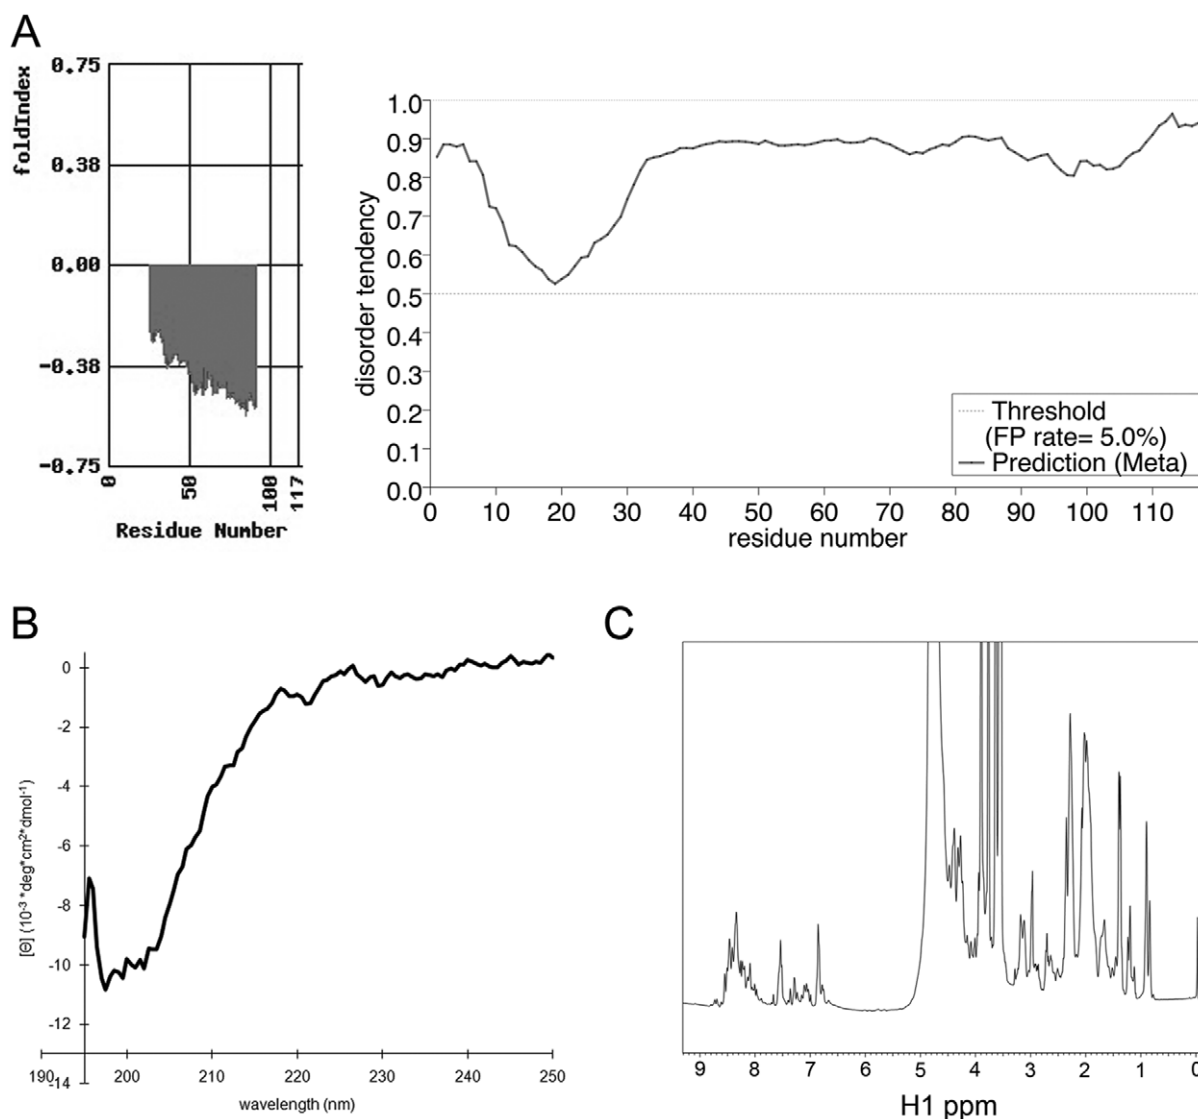 A
foldIndex
0.75
0.38
0.00
-0.38
-0.75
0
50
100
117
Residue Number
disorder tendency
1.0
0.9
0.8
0.7
0.6
0.5
0.4
0.3
0.2
0.1
0.0
0 10 20 30 40 50 60 70 80 90 100 110
residue number
Threshold
(FP rate= 5.0%)
Prediction (Meta)
B
[Θ] (10⁻³ *deg*cm²*dmol⁻¹)
0
-2
-4
-6
-8
-10
-12
-14
190 200 210 220 230 240 250
wavelength (nm)
C
9 8 7 6 5 4 3 2 1 0
H1 ppm